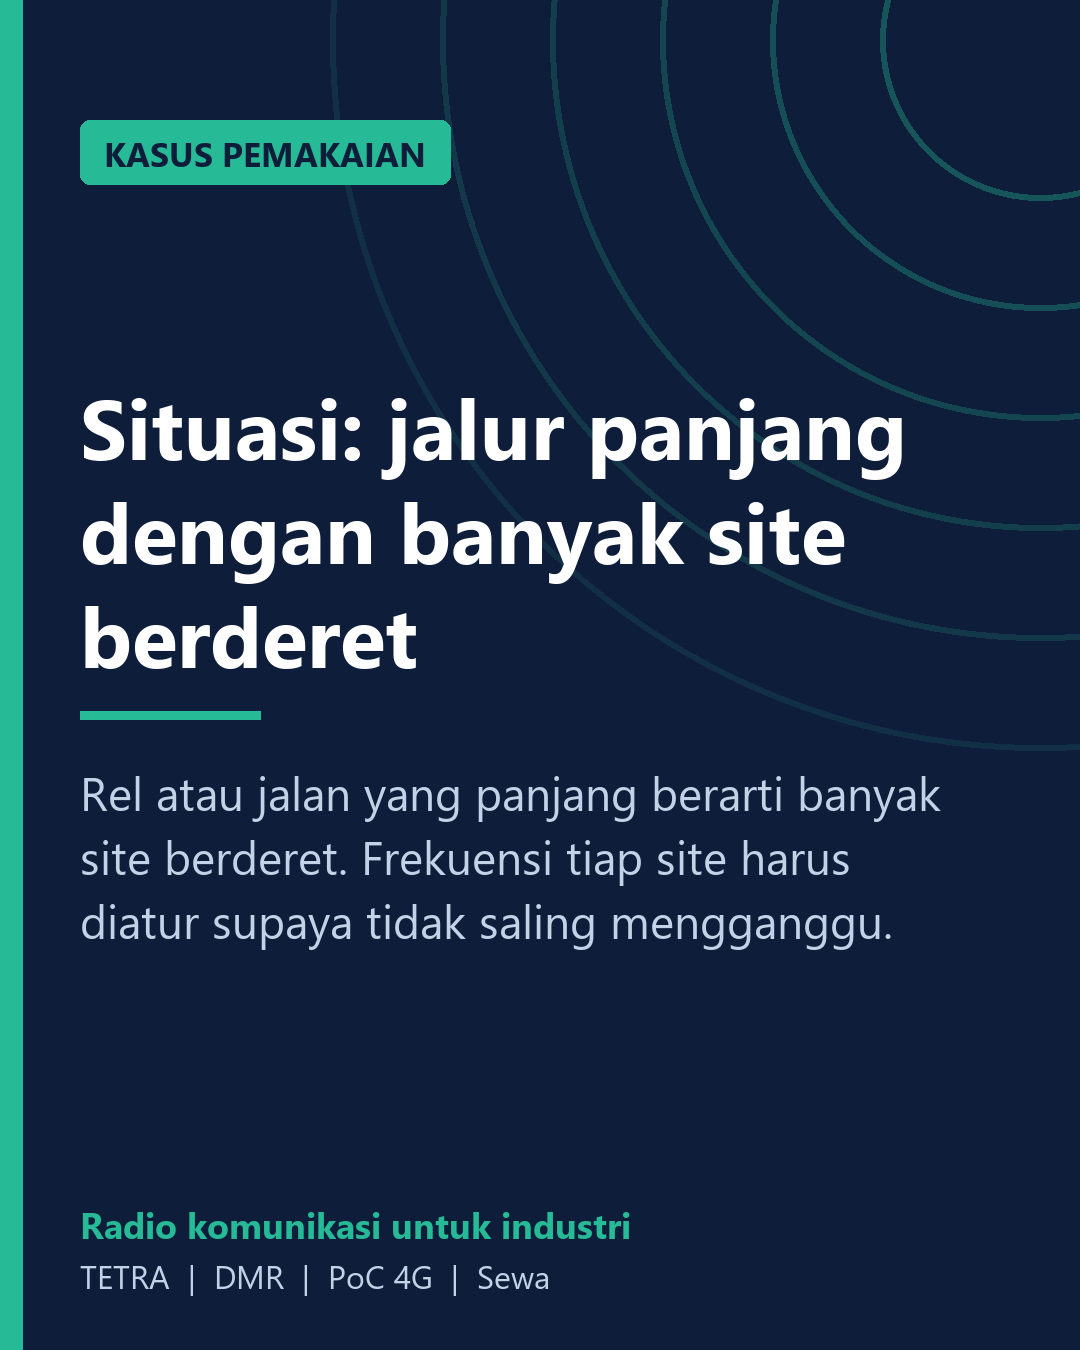 KASUS PEMAKAIAN
Situasi: jalur panjang
dengan banyak site
berderet
Rel atau jalan yang panjang berarti banyak
site berderet. Frekuensi tiap site harus
diatur supaya tidak saling mengganggu.
Radio komunikasi untuk industri
TETRA | DMR | PoC 4G | Sewa